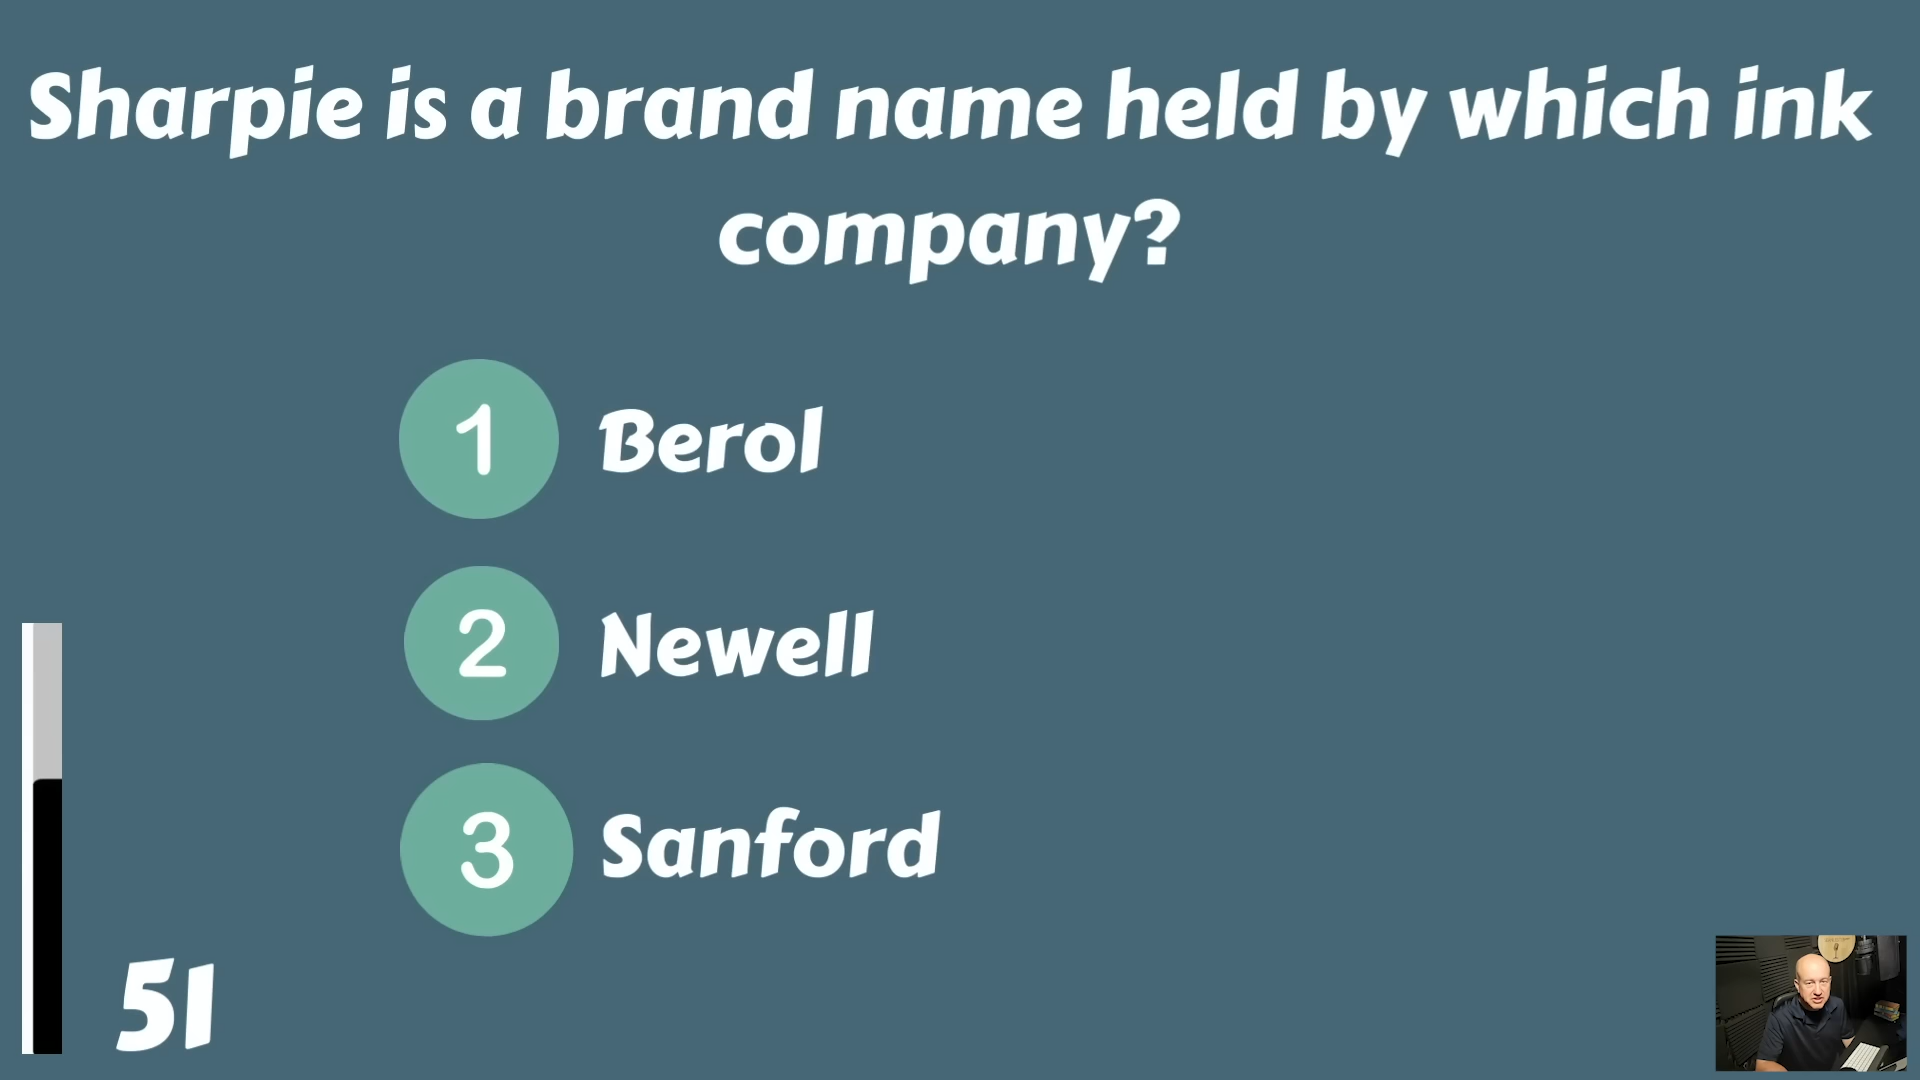 Sharpie is a brand name held by which ink
company?
1 Berol
2 Newell
3 Sanford
51